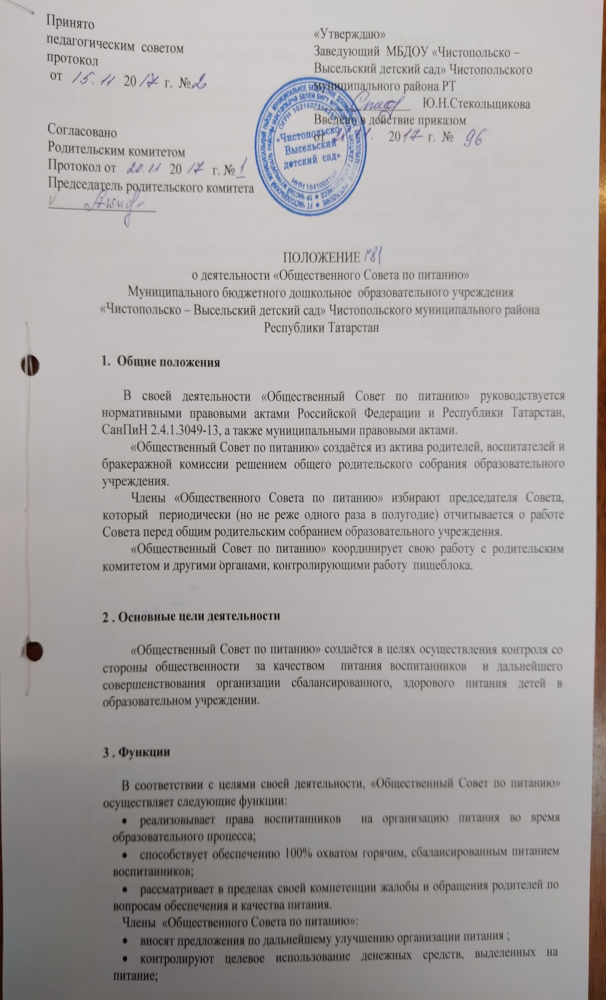 Принято
педагогическим советом
протокол
от 15.11 2017 г. №2
Согласовано
Родительским комитетом
Протокол от 20.11 2017 г. №1
Председатель родительского комитета
«Утверждаю»
Заведующий МБДОУ «Чистопольско –
Высельский детский сад» Чистопольского
муниципального района РТ
Ю.Н.Стекольщикова
Введено в действие приказом
от 2017 г. № 96
«Чистопольско
Высельский
детский сад»
ПОЛОЖЕНИЕ №81
о деятельности «Общественного Совета по питанию»
Муниципального бюджетного дошкольное образовательного учреждения
«Чистопольско – Высельский детский сад» Чистопольского муниципального района
Республики Татарстан
1. Общие положения
В своей деятельности «Общественный Совет по питанию» руководствуется
нормативными правовыми актами Российской Федерации и Республики Татарстан,
СанПиН 2.4.1.3049-13, а также муниципальными правовыми актами.
«Общественный Совет по питанию» создаётся из актива родителей, воспитателей и
бракеражной комиссии решением общего родительского собрания образовательного
учреждения.
Члены «Общественного Совета по питанию» избирают председателя Совета,
который периодически (но не реже одного раза в полугодие) отчитывается о работе
Совета перед общим родительским собранием образовательного учреждения.
«Общественный Совет по питанию» координирует свою работу с родительским
комитетом и другими органами, контролирующими работу пищеблока.
2 . Основные цели деятельности
«Общественный Совет по питанию» создаётся в целях осуществления контроля со
стороны общественности за качеством питания воспитанников и дальнейшего
совершенствования организации сбалансированного, здорового питания детей в
образовательном учреждении.
3 . Функции
В соответствии с целями своей деятельности, «Общественный Совет по питанию»
осуществляет следующие функции:
• реализовывает права воспитанников на организацию питания во время
образовательного процесса;
• способствует обеспечению 100% охватом горячим, сбалансированным питанием
воспитанников;
• рассматривает в пределах своей компетенции жалобы и обращения родителей по
вопросам обеспечения и качества питания.
Члены «Общественного Совета по питанию»:
• вносят предложения по дальнейшему улучшению организации питания ;
• контролируют целевое использование денежных средств, выделенных на
питание;